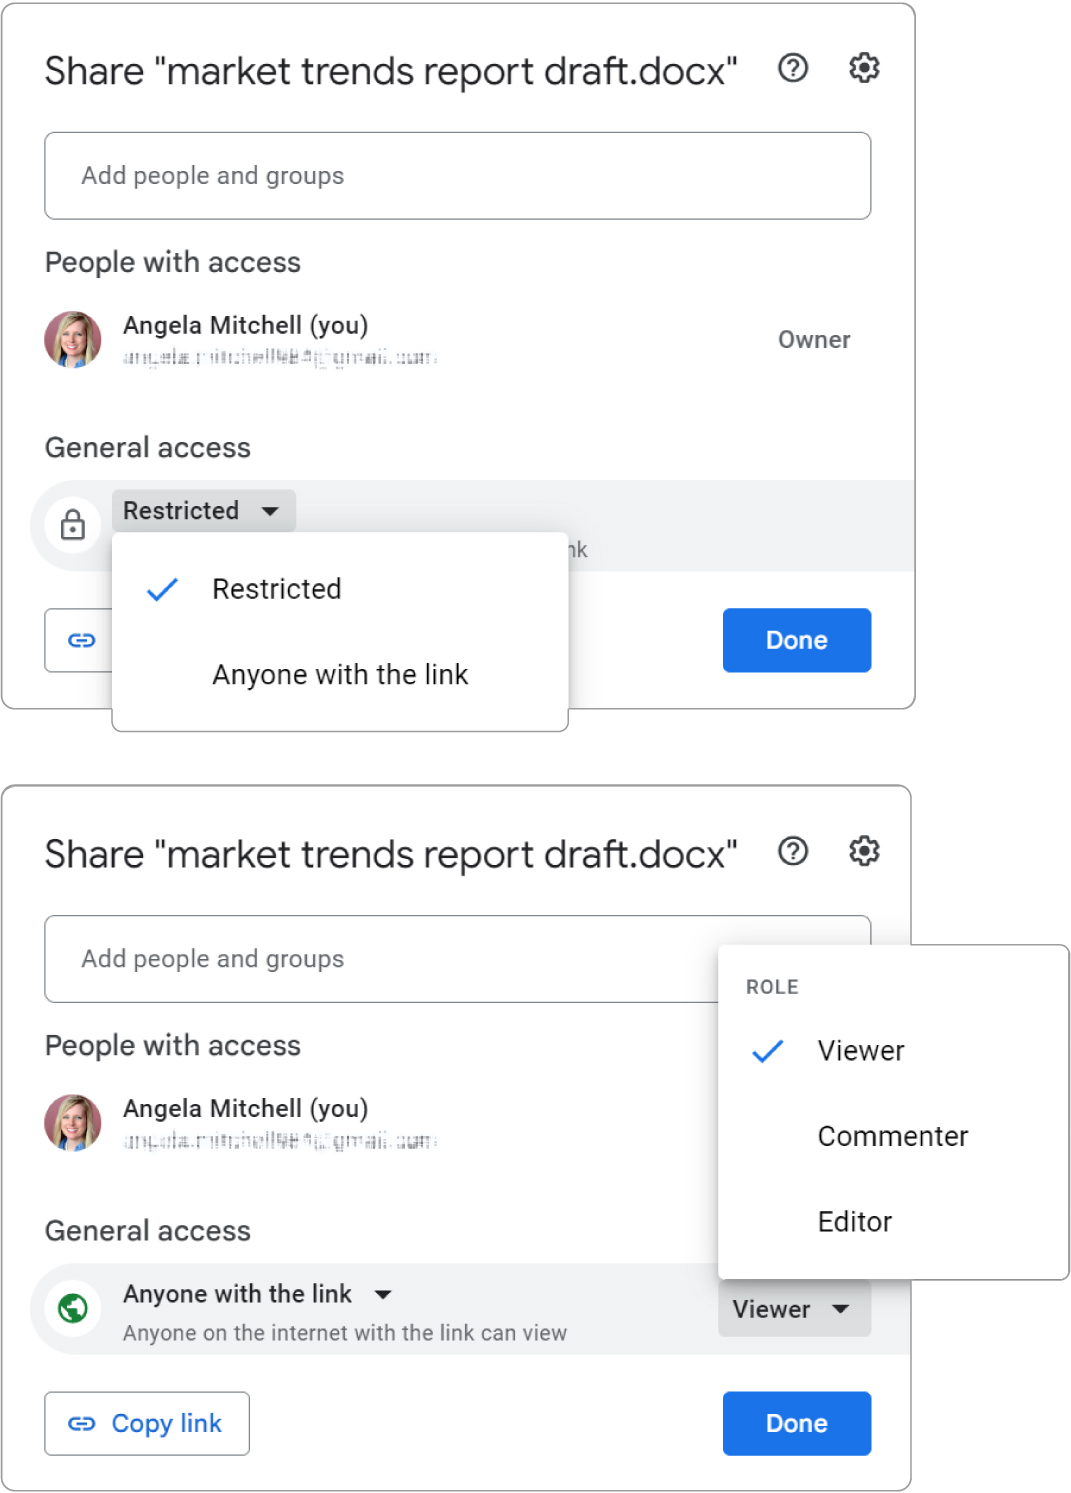 Share "market trends report draft.docx"
Add people and groups
People with access
Angela Mitchell (you)
Owner
General access
Restricted
nk
Restricted
Anyone with the link
Done
Share "market trends report draft.docx"
Add people and groups
ROLE
People with access
Viewer
Angela Mitchell (you)
Commenter
Editor
General access
Anyone with the link
Viewer
Anyone on the internet with the link can view
Copy link
Done